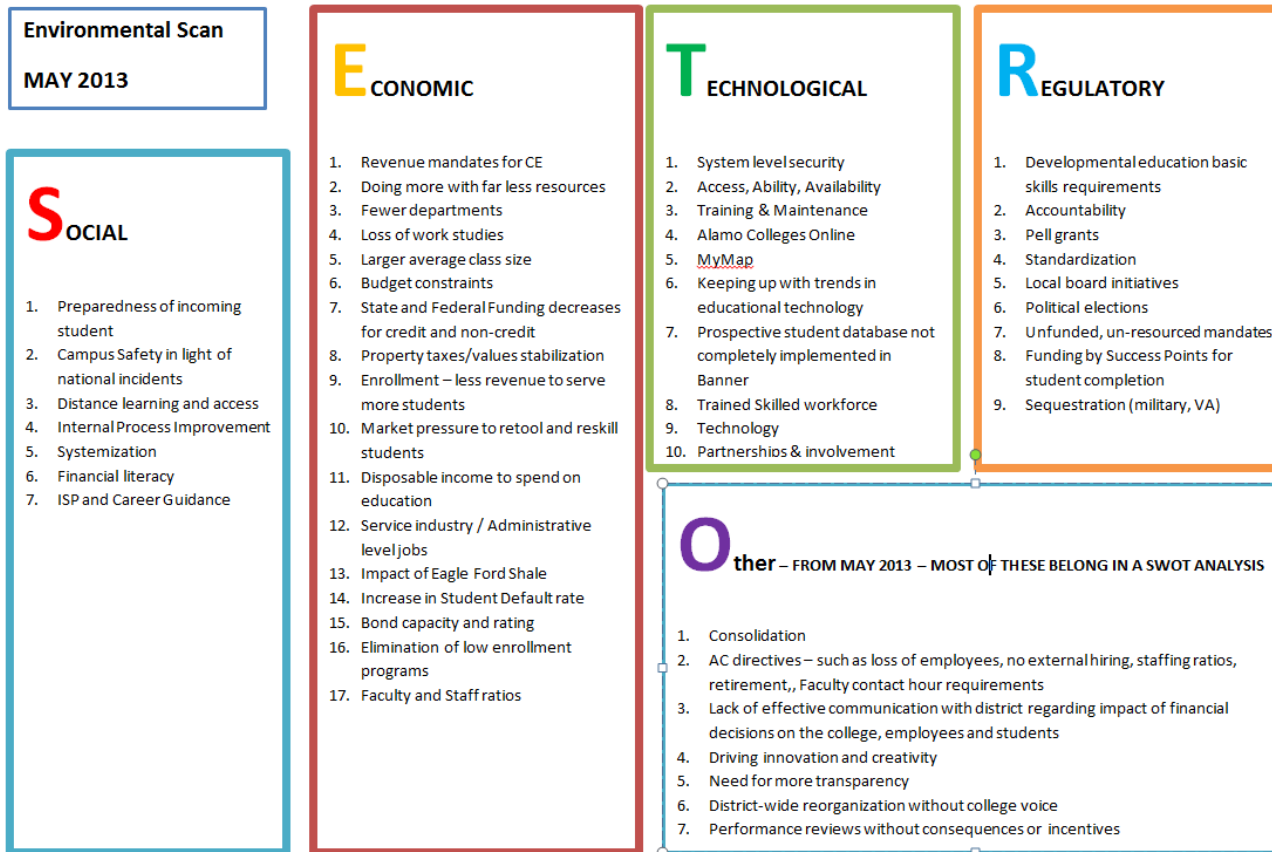 Environmental Scan
MAY 2013
SOCIAL
1. Preparedness of incoming
student
2. Campus Safety in light of
national incidents
3. Distance learning and access
4. Internal Process Improvement
5. Systemization
6. Financial literacy
7. ISP and Career Guidance
ECONOMIC
1. Revenue mandates for CE
2. Doing more with far less resources
3. Fewer departments
4. Loss of work studies
5. Larger average class size
6. Budget constraints
7. State and Federal Funding decreases
for credit and non-credit
8. Property taxes/values stabilization
9. Enrollment – less revenue to serve
more students
10. Market pressure to retool and reskill
students
11. Disposable income to spend on
education
12. Service industry / Administrative
level jobs
13. Impact of Eagle Ford Shale
14. Increase in Student Default rate
15. Bond capacity and rating
16. Elimination of low enrollment
programs
17. Faculty and Staff ratios
TECHNOLOGICAL
1. System level security
2. Access, Ability, Availability
3. Training & Maintenance
4. Alamo Colleges Online
5. MyMap
6. Keeping up with trends in
educational technology
7. Prospective student database not
completely implemented in
Banner
8. Trained Skilled workforce
9. Technology
10. Partnerships & involvement
REGULATORY
1. Developmental education basic
skills requirements
2. Accountability
3. Pell grants
4. Standardization
5. Local board initiatives
6. Political elections
7. Unfunded, un-resourced mandates
8. Funding by Success Points for
student completion
9. Sequestration (military, VA)
Other – FROM MAY 2013 – MOST OF THESE BELONG IN A SWOT ANALYSIS
1. Consolidation
2. AC directives – such as loss of employees, no external hiring, staffing ratios,
retirement,, Faculty contact hour requirements
3. Lack of effective communication with district regarding impact of financial
decisions on the college, employees and students
4. Driving innovation and creativity
5. Need for more transparency
6. District-wide reorganization without college voice
7. Performance reviews without consequences or incentives